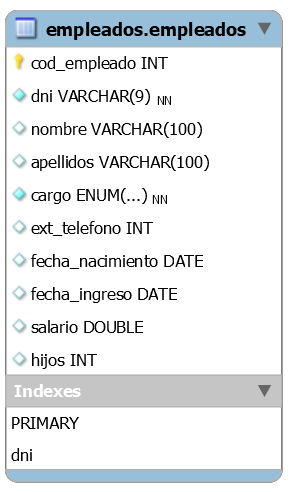 empleados.empleados
cod_empleado INT
dni VARCHAR(9) NN
nombre VARCHAR(100)
apellidos VARCHAR(100)
cargo ENUM(...) NN
ext_telefono INT
fecha_nacimiento DATE
fecha_ingreso DATE
salario DOUBLE
hijos INT
Indexes
PRIMARY
dni